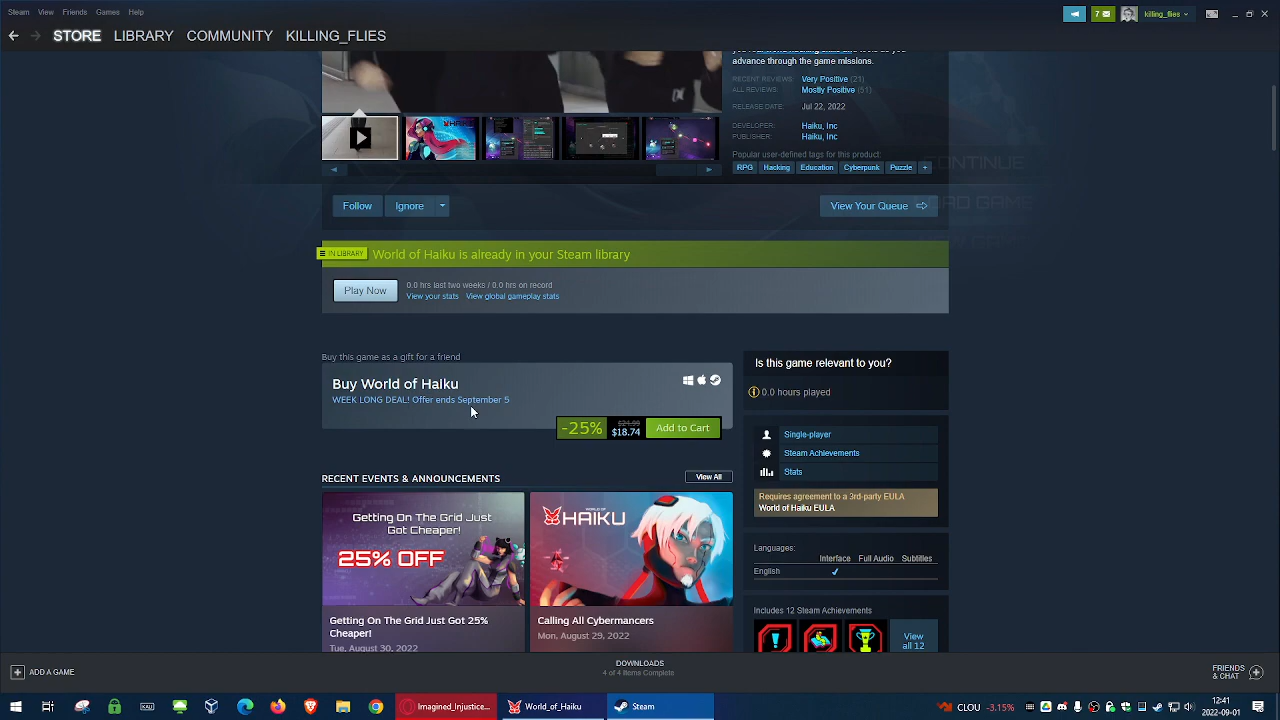 Steam View Friends Games Help
7
killing_flies
STORE LIBRARY COMMUNITY KILLING_FLIES
advance through the game missions.
RECENT REVIEWS: Very Positive (21)
ALL REVIEWS: Mostly Positive (51)
RELEASE DATE: Jul 22, 2022
DEVELOPER: Haiku, Inc
PUBLISHER: Haiku, Inc
Popular user-defined tags for this product:
RPG Hacking Education Cyberpunk Puzzle +
CONTINUE
LOAD GAME
NEW GAME
Follow Ignore
View Your Queue
IN LIBRARY World of Haiku is already in your Steam library
Play Now
0.0 hrs last two weeks / 0.0 hrs on record
View your stats View global gameplay stats
Buy this game as a gift for a friend
Buy World of Haiku
WEEK LONG DEAL! Offer ends September 5
-25% $24.99 $18.74 Add to Cart
Is this game relevant to you?
0.0 hours played
Single-player
Steam Achievements
Stats
Requires agreement to a 3rd-party EULA
World of Haiku EULA
Languages:
Interface Full Audio Subtitles
English ✔
Includes 12 Steam Achievements
View
all 12
RECENT EVENTS & ANNOUNCEMENTS View All
Getting On The Grid Just
Got Cheaper!
25% OFF
Getting On The Grid Just Got 25%
Cheaper!
Tue, August 30, 2022
WORLD OF
HAIKU
Calling All Cybermancers
Mon, August 29, 2022
ADD A GAME
DOWNLOADS
4 of 4 Items Complete
FRIENDS
& CHAT
Imagined_Injustice...
World_of_Haiku
Steam
CLOU -3.15%
12:41
2022-09-01